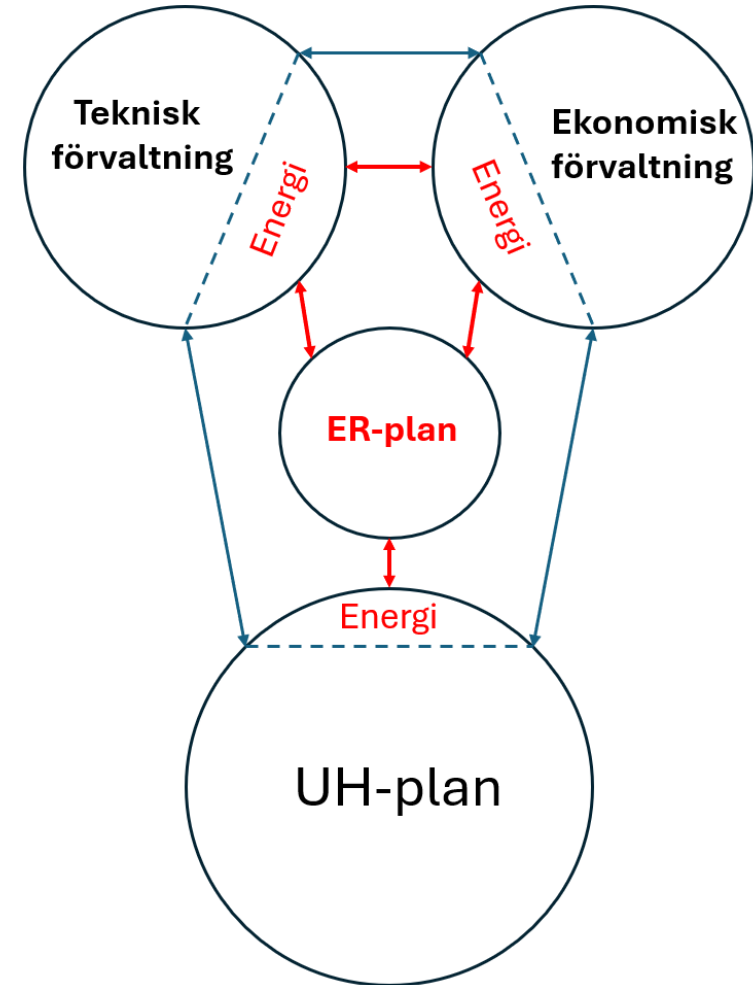 Teknisk
förvaltning
Ekonomisk
förvaltning
Energi
Energi
ER-plan
Energi
UH-plan